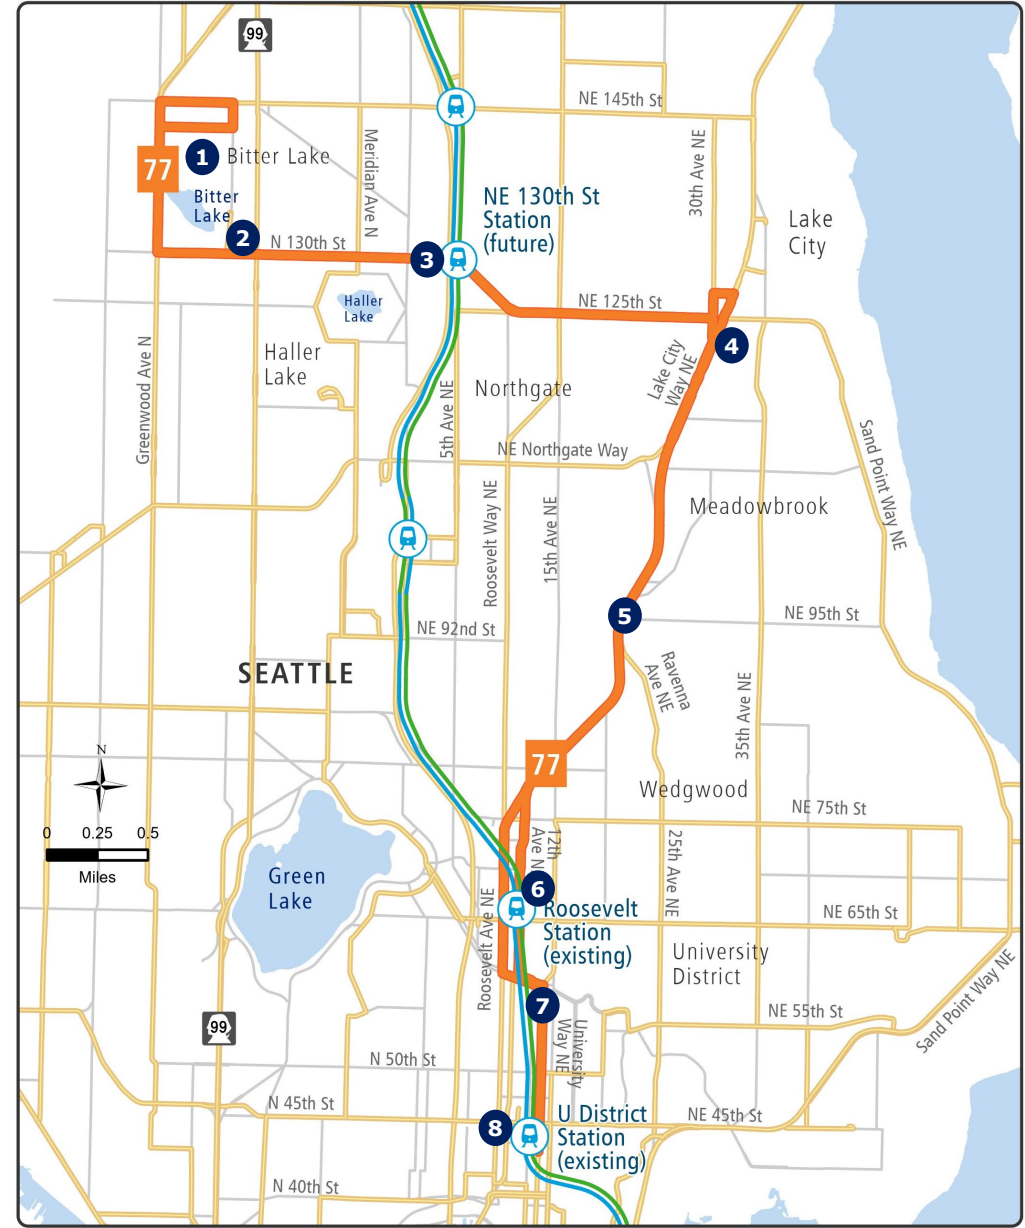 99
NE 145th St
77
1
Bitter Lake
Meridian Ave N
30th Ave NE
Bitter
Lake
NE 130th St
Station
(future)
Lake
City
2
N 130th St
3
Haller
Lake
NE 125th St
4
Greenwood Ave N
Haller
Lake
Lake City
Way NE
Northgate
5th Ave NE
NE Northgate Way
Sand Point Way NE
Roosevelt Way NE
15th Ave NE
Meadowbrook
5
NE 95th St
NE 92nd St
SEATTLE
Ravenna
Ave NE
35th Ave NE
N
77
Wedgwood
0 0.25 0.5
Miles
NE 75th St
12th
Ave N
25th Ave NE
Green
Lake
6
Roosevelt Ave NE
Roosevelt
Station
(existing)
NE 65th St
University
District
Sand Point Way NE
7
99
University
Way NE
NE 55th St
N 50th St
N 45th St
8
U District
Station
(existing)
NE 45th St
N 40th St